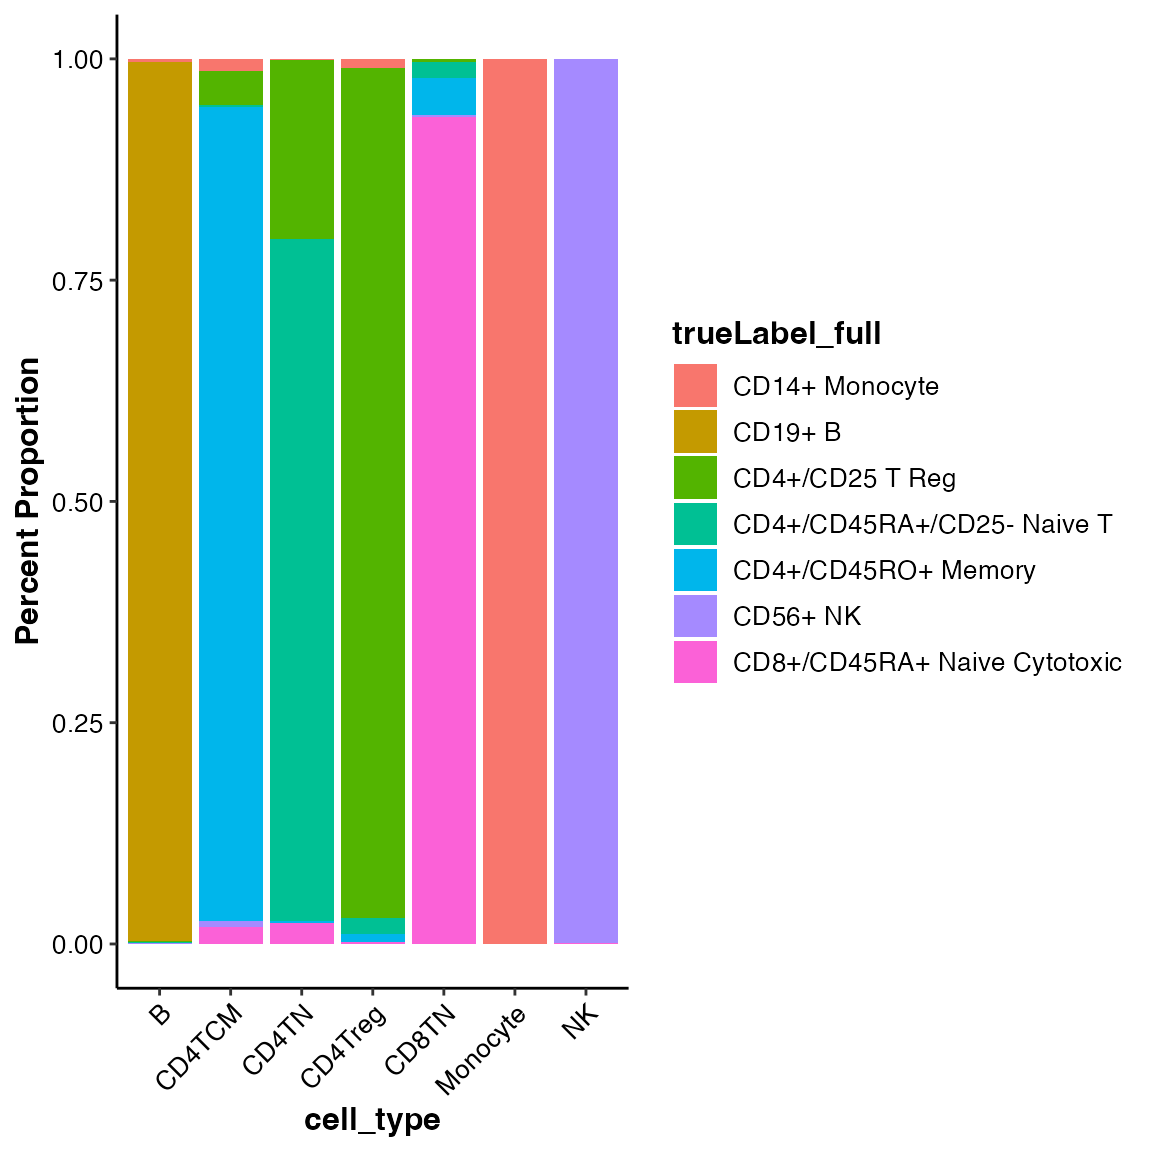 Percent Proportion
1.00
0.75
0.50
0.25
0.00
B
CD4TCM
CD4TN
CD4Treg
CD8TN
Monocyte
NK
cell_type
trueLabel_full
CD14+ Monocyte
CD19+ B
CD4+/CD25 T Reg
CD4+/CD45RA+/CD25- Naive T
CD4+/CD45RO+ Memory
CD56+ NK
CD8+/CD45RA+ Naive Cytotoxic